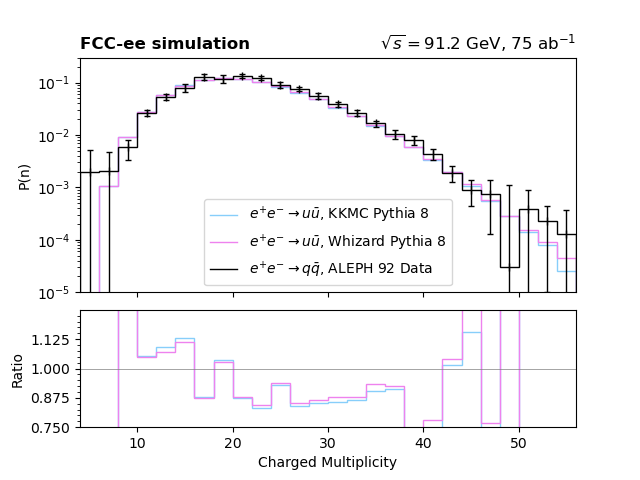 FCC-ee simulation
√s = 91.2 GeV, 75 ab⁻¹
10⁻¹
10⁻²
10⁻³
10⁻⁴
10⁻⁵
P(n)
e⁺e⁻ → uū, KKMC Pythia 8
e⁺e⁻ → uū, Whizard Pythia 8
e⁺e⁻ → qq̄, ALEPH 92 Data
1.125
1.000
0.875
0.750
Ratio
10 20 30 40 50
Charged Multiplicity